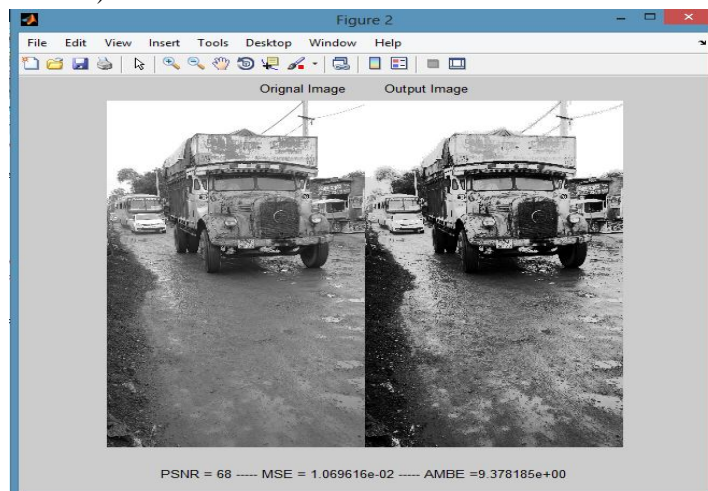 )
Figure 2
File Edit View Insert Tools Desktop Window Help
Orignal Image Output Image
PSNR = 68 ----- MSE = 1.069616e-02 ----- AMBE =9.378185e+00